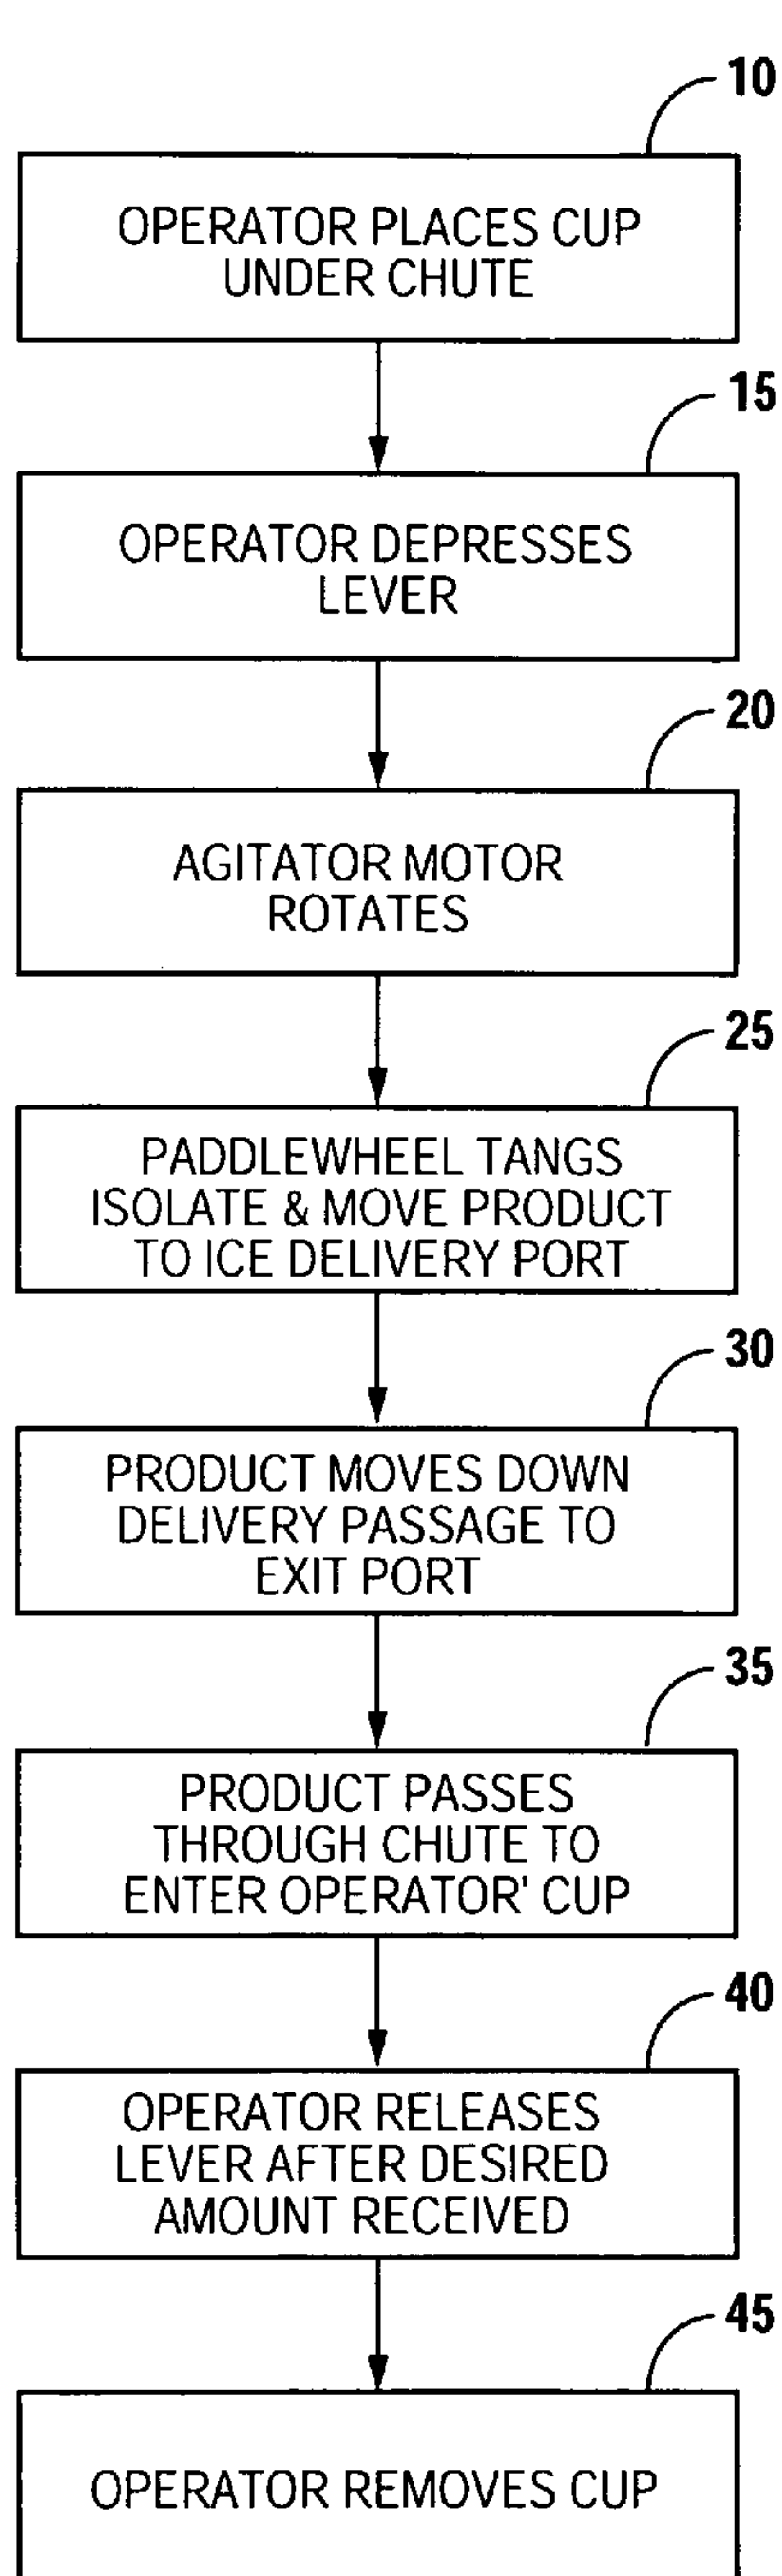 10
OPERATOR PLACES CUP
UNDER CHUTE
15
OPERATOR DEPRESSES
LEVER
20
AGITATOR MOTOR
ROTATES
25
PADDLEWHEEL TANGS
ISOLATE & MOVE PRODUCT
TO ICE DELIVERY PORT
30
PRODUCT MOVES DOWN
DELIVERY PASSAGE TO
EXIT PORT
35
PRODUCT PASSES
THROUGH CHUTE TO
ENTER OPERATOR' CUP
40
OPERATOR RELEASES
LEVER AFTER DESIRED
AMOUNT RECEIVED
45
OPERATOR REMOVES CUP